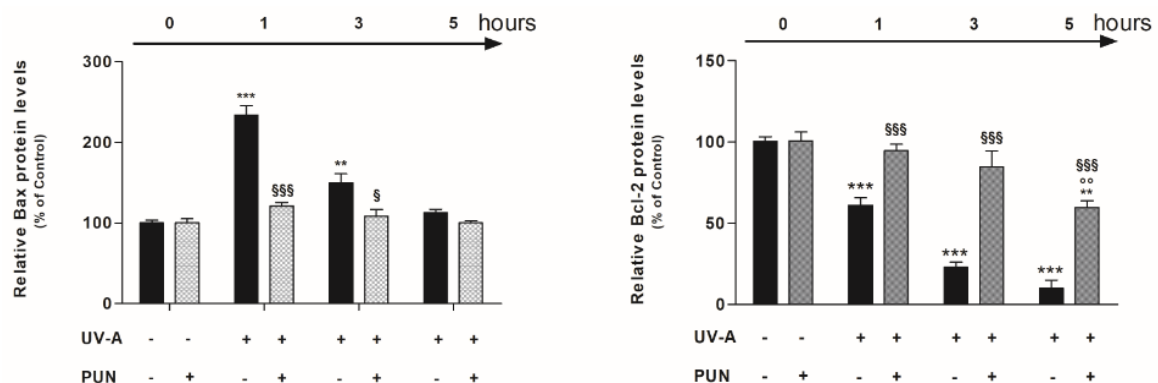 0 1 3 5 hours
Relative Bax protein levels
(% of Control)
300
200
100
0
***
§§§
**
§
UV-A - - + + + + + +
PUN - + - + - + - +
0 1 3 5 hours
Relative Bcl-2 protein levels
(% of Control)
150
100
50
0
***
§§§
***
§§§
***
§§§
°°
**
UV-A - - + + + + + +
PUN - + - + - + - +